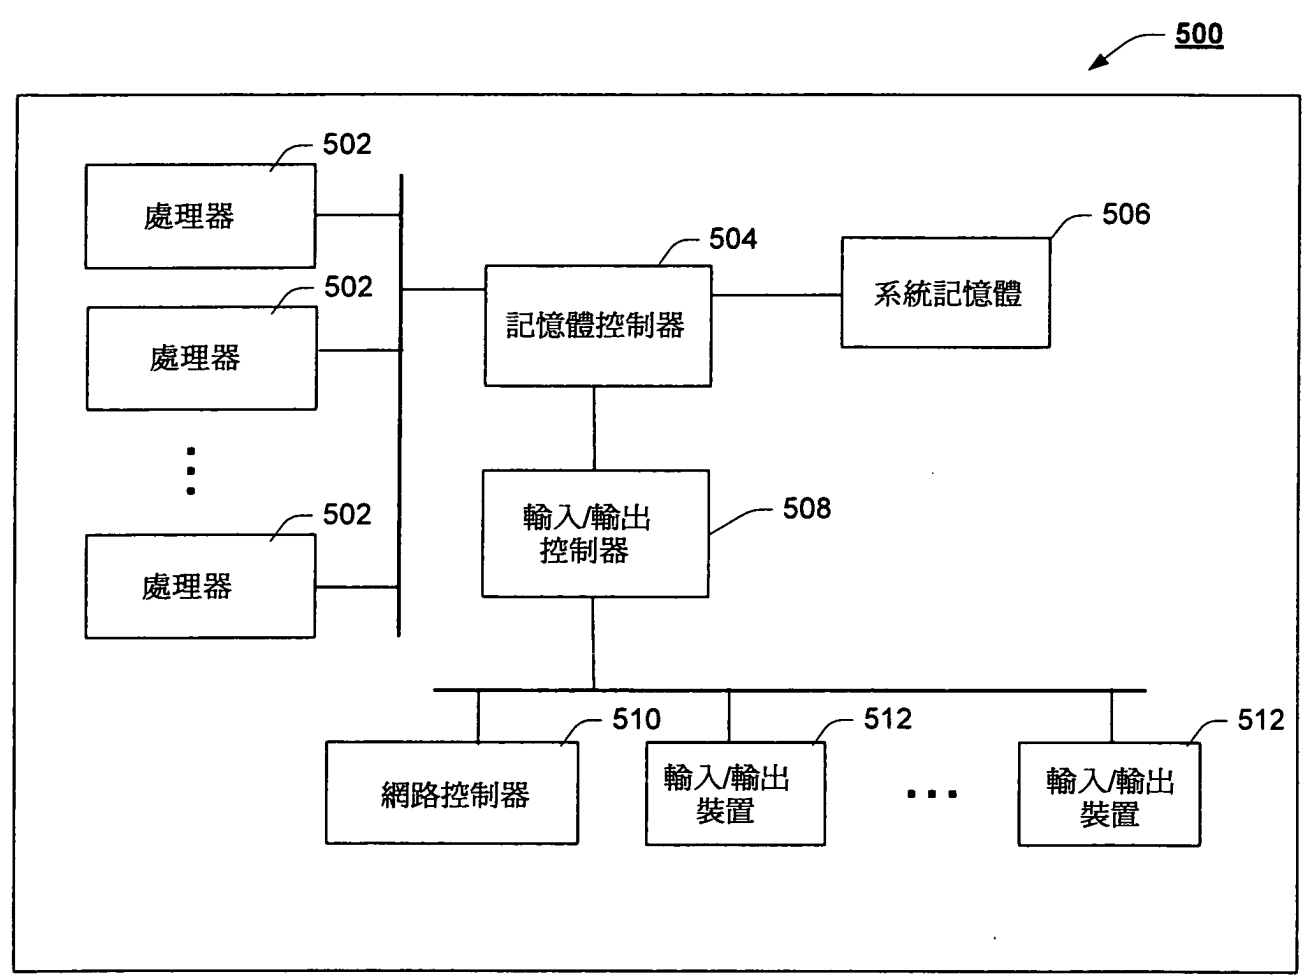 500
502
處理器
502
處理器
502
處理器
504
記憶體控制器
506
系統記憶體
508
輸入/輸出
控制器
510
網路控制器
512
輸入/輸出
裝置
512
輸入/輸出
裝置